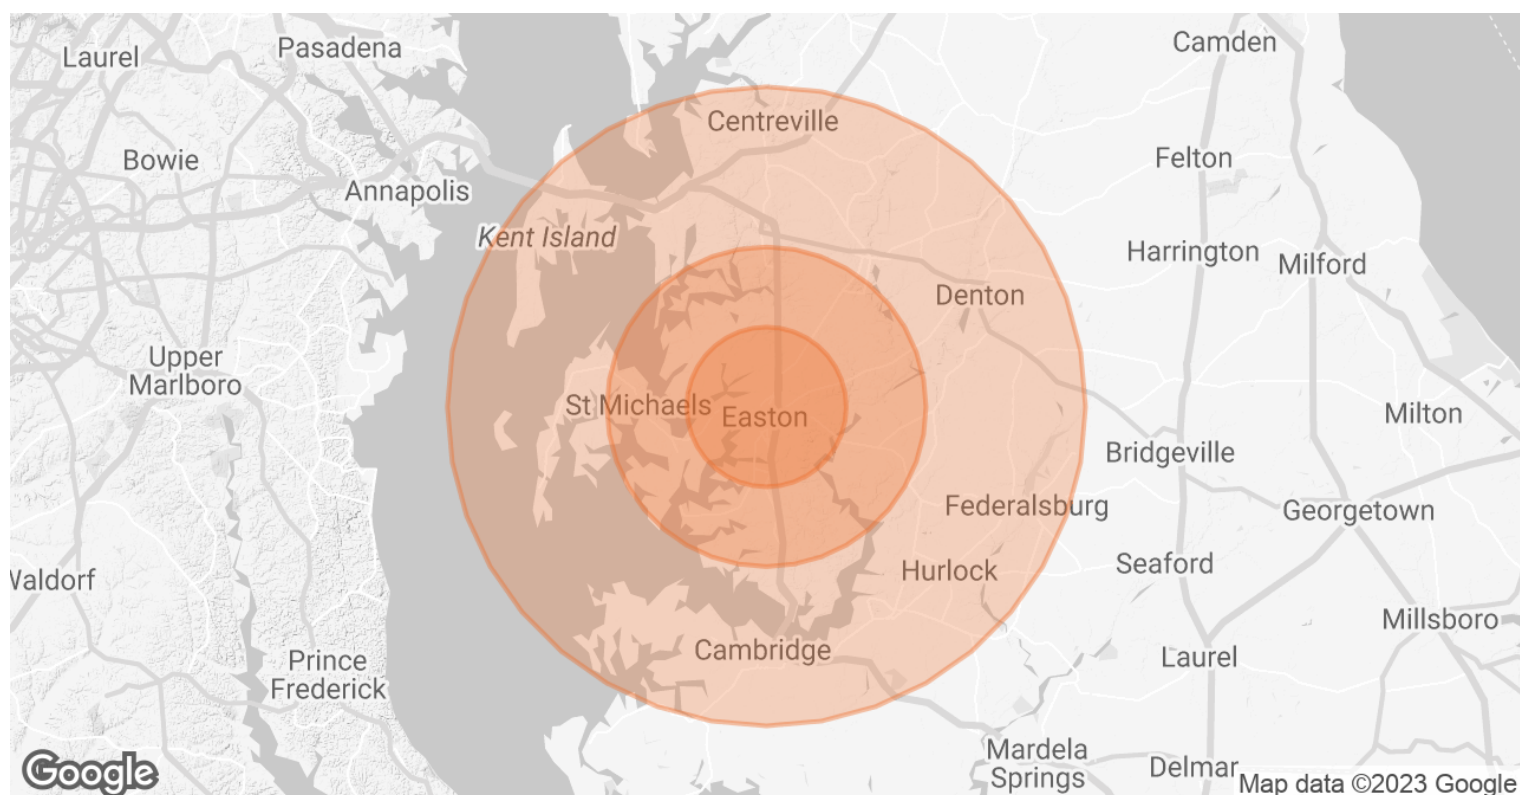 Camden
Pasadena
Laurel
Centreville
Felton
Bowie
Annapolis
Kent Island
Harrington
Milford
Denton
Upper
Marlboro
St Michaels
Easton
Milton
Bridgeville
Federalsburg
Georgetown
Seaford
Hurlock
Waldorf
Millsboro
Cambridge
Laurel
Prince
Frederick
Mardela
Springs
Delmar
Google
Map data ©2023 Google